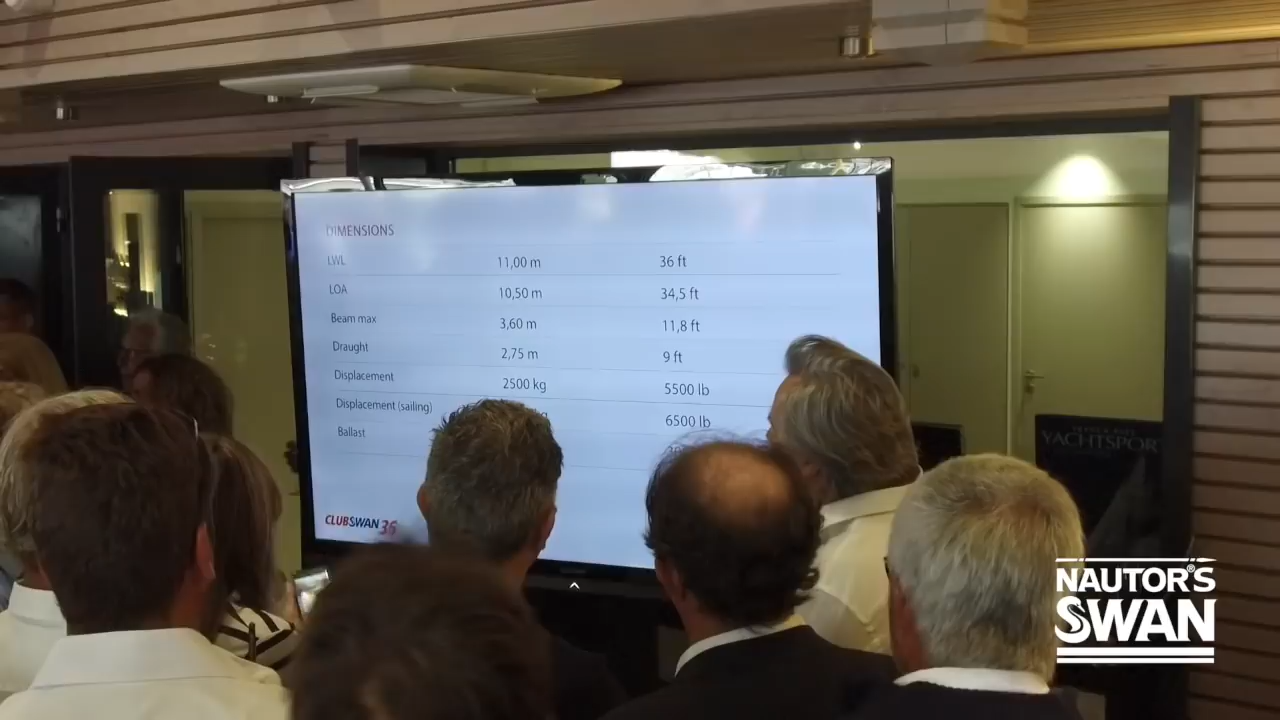 DIMENSIONS
LWL 11,00 m 36 ft
LOA 10,50 m 34,5 ft
Beam max 3,60 m 11,8 ft
Draught 2,75 m 9 ft
Displacement 2500 kg 5500 lb
Displacement (sailing) 6500 lb
Ballast
CLUBSWAN 36
YACHTSPOR
NAUTOR'S
SWAN